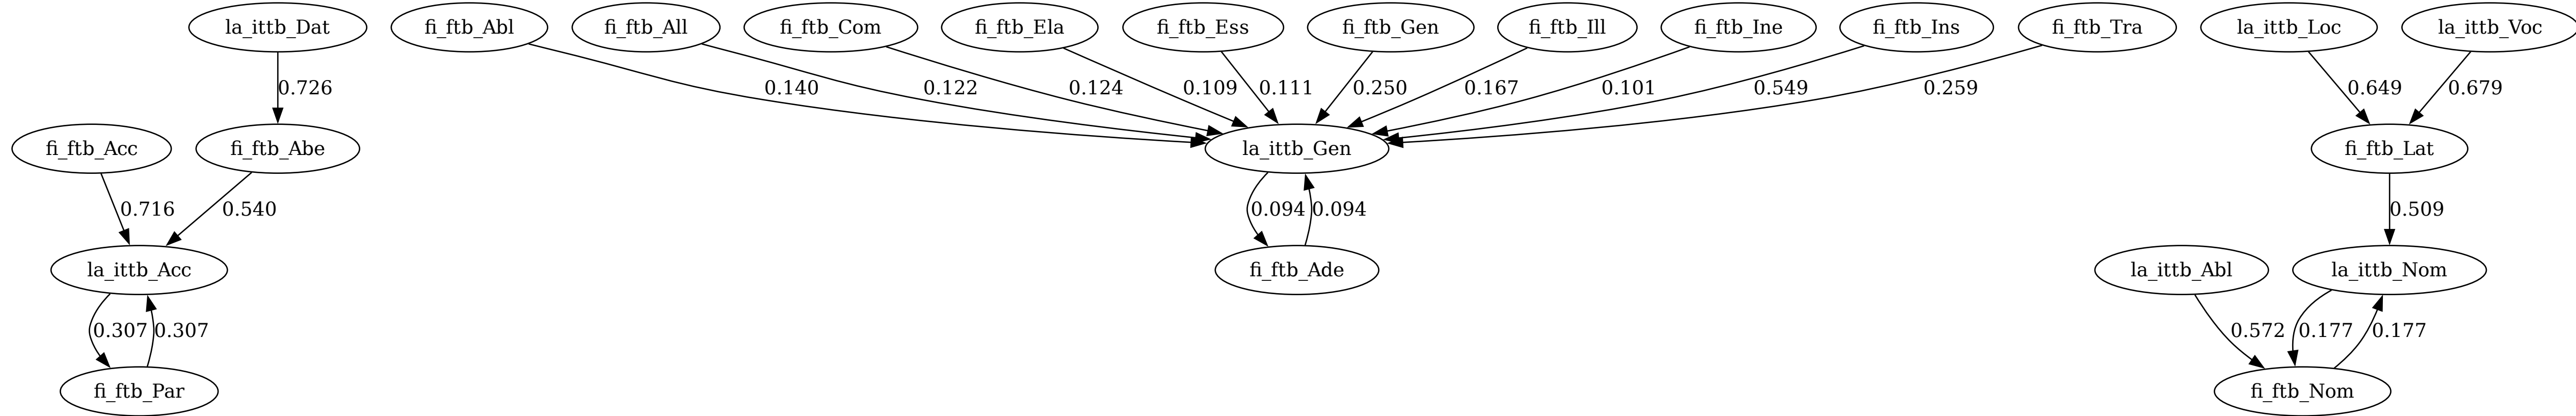 la_ittb_Dat
fi_ftb_Abl
fi_ftb_All
fi_ftb_Com
fi_ftb_Ela
fi_ftb_Ess
fi_ftb_Gen
fi_ftb_Ill
fi_ftb_Ine
fi_ftb_Ins
fi_ftb_Tra
la_ittb_Loc
la_ittb_Voc
0.726
0.140
0.122
0.124
0.109
0.111
0.250
0.167
0.101
0.549
0.259
0.649
0.679
fi_ftb_Acc
fi_ftb_Abe
la_ittb_Gen
fi_ftb_Lat
0.716
0.540
0.094
0.094
0.509
la_ittb_Acc
fi_ftb_Ade
la_ittb_Abl
la_ittb_Nom
0.307
0.307
0.572
0.177
0.177
fi_ftb_Par
fi_ftb_Nom